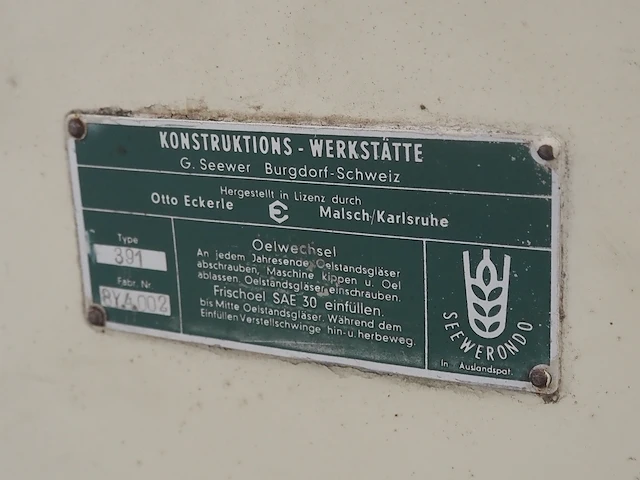 KONSTRUKTIONS - WERKSTÄTTE
G. Seewer Burgdorf-Schweiz
Hergestellt in Lizenz durch
Otto Eckerle Malsch/Karlsruhe
Type
391
Fabr. Nr
Oelwechsel
An jedem Jahresende Oelstandsgläser
abschrauben, Maschine kippen u. Oel
ablassen. Oelstandsgläser einschrauben.
Frischoel SAE 30 einfüllen.
bis Mitte Oelstandsgläser. Während dem
Einfüllen Verstellschwinge hin-u. herbeweg.
SEEWERONDO
In Auslandspat.